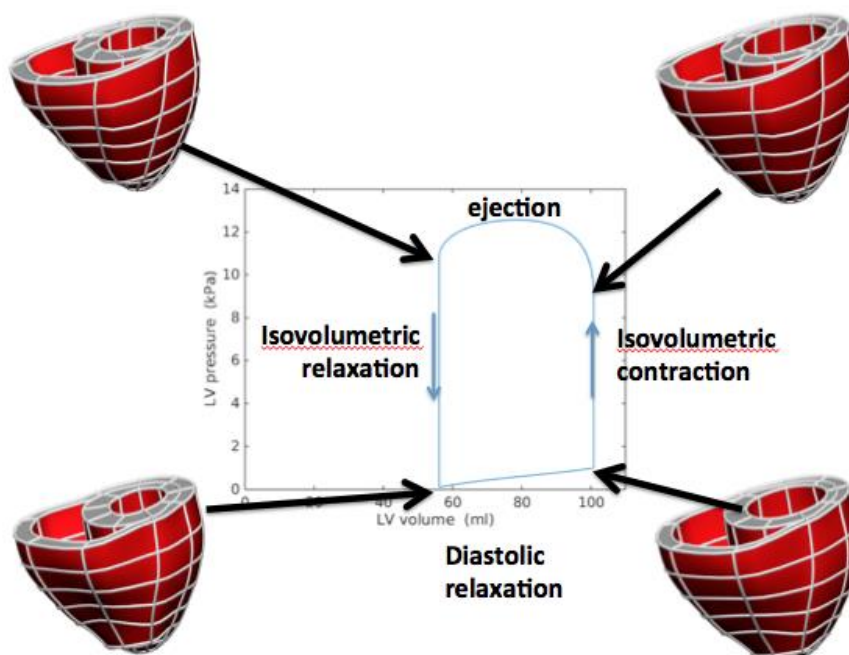 14
ejection
12
10
8
Isovolumetric
relaxation
Isovolumetric
contraction
6
4
2
0
LV pressure (kPa)
0 20 40 60 80 100
LV volume (ml)
Diastolic
relaxation